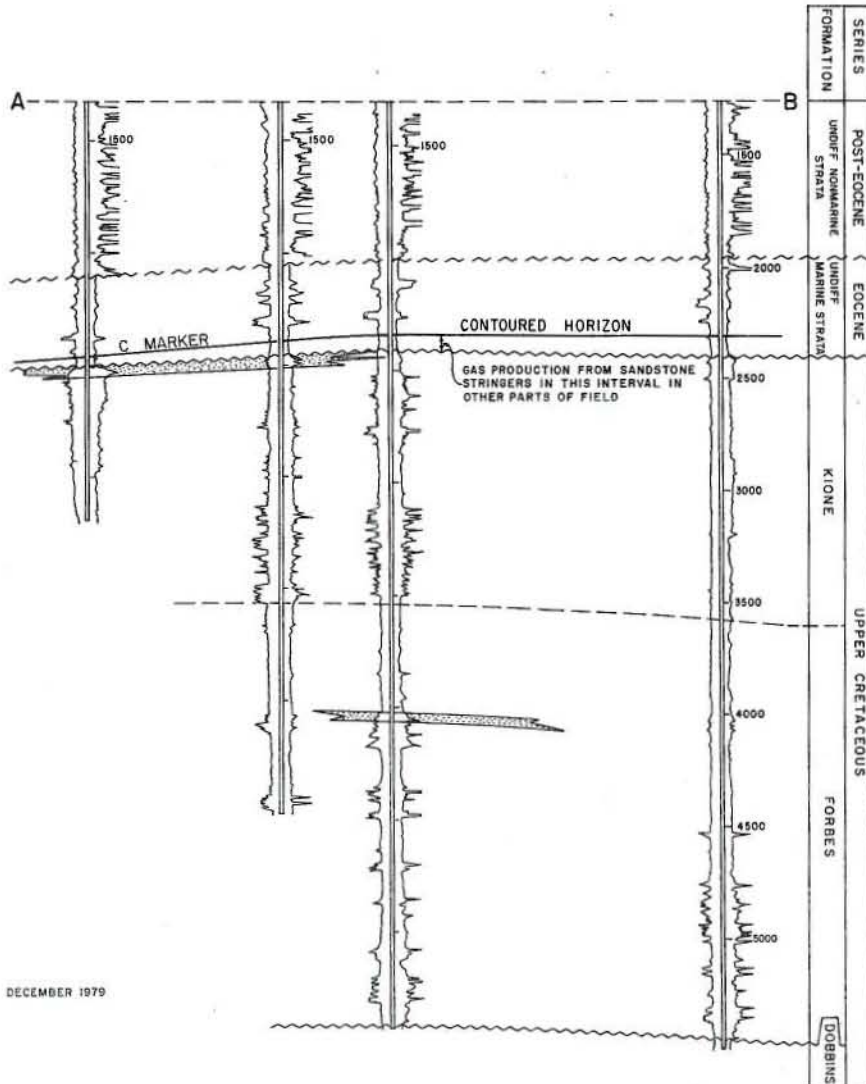 FORMATION
SERIES
A
B
1500
1500
1500
1500
UNDIFF NONMARINE
STRATA
POST-EOCENE
2000
UNDIFF
MARINE STRATA
EOCENE
C MARKER
CONTOURED HORIZON
GAS PRODUCTION FROM SANDSTONE
STRINGERS IN THIS INTERVAL IN
OTHER PARTS OF FIELD
2500
KIONE
3000
3500
UPPER CRETACEOUS
4000
FORBES
4500
5000
DECEMBER 1979
DOBBINS